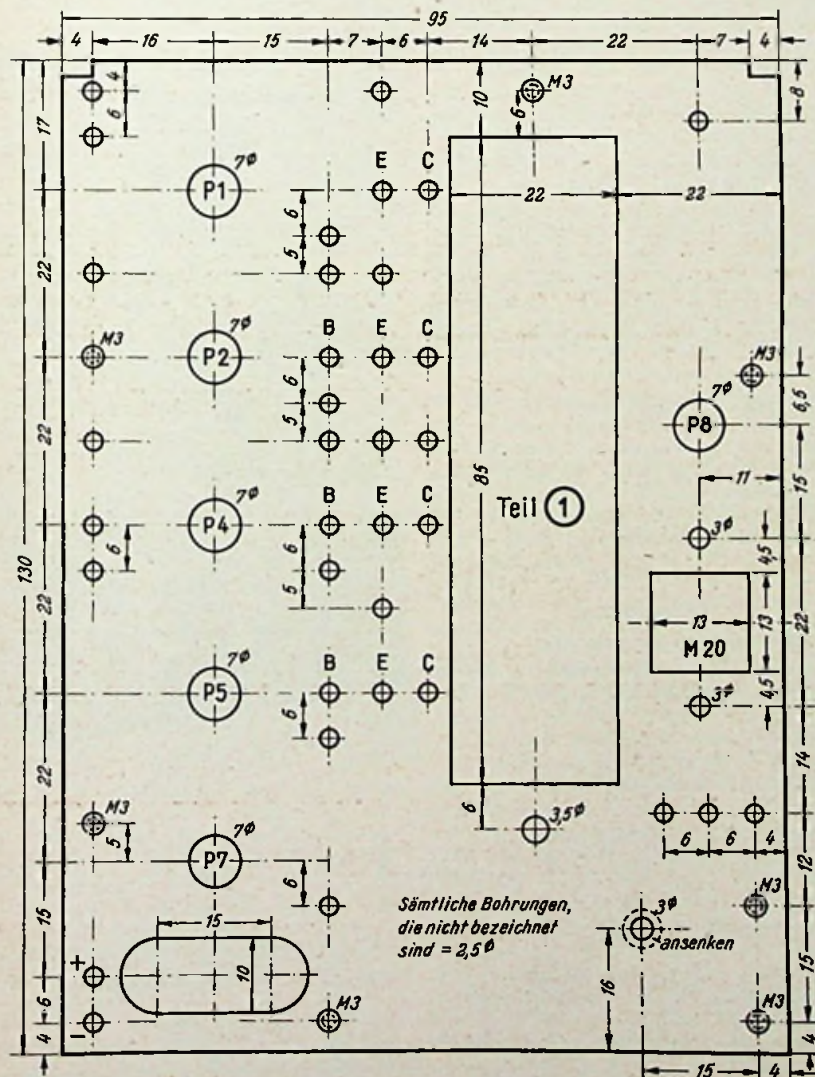 95
4 16 15 7 6 14 22 7 4
4
6
17
10
6
M3
8
7φ
P1
E C
22 22
6
5
22
M3
7φ
P2
B E C
6
5
M3
7φ
P8
6,5
22
85
11
15
Teil 1
7φ
P4
B E C
3φ
4,5
6
6
5
130
22
13
M 20
13
22
4,5
7φ
P5
B E C
3φ
6
22
14
M3
5
7φ
P7
6
3,5φ
6 6 4
12
6
15
15
10
Sämtliche Bohrungen,
die nicht bezeichnet
sind = 2,5φ
3φ
ansenken
M3
+
6
16
15
M3
M3
−
4
15 4
4